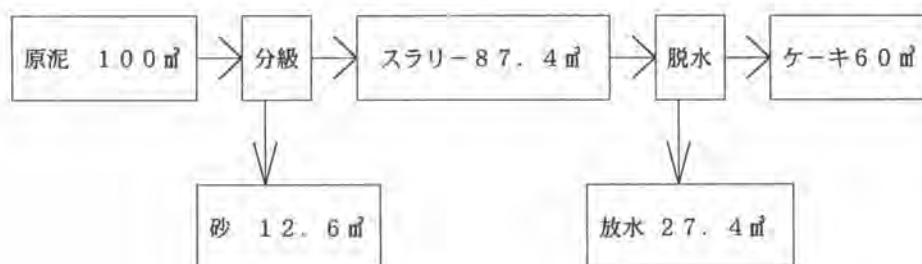 原泥　１００㎥
分級
スラリー８７．４㎥
脱水
ケーキ６０㎥
砂　１２．６㎥
放水 ２７．４㎥